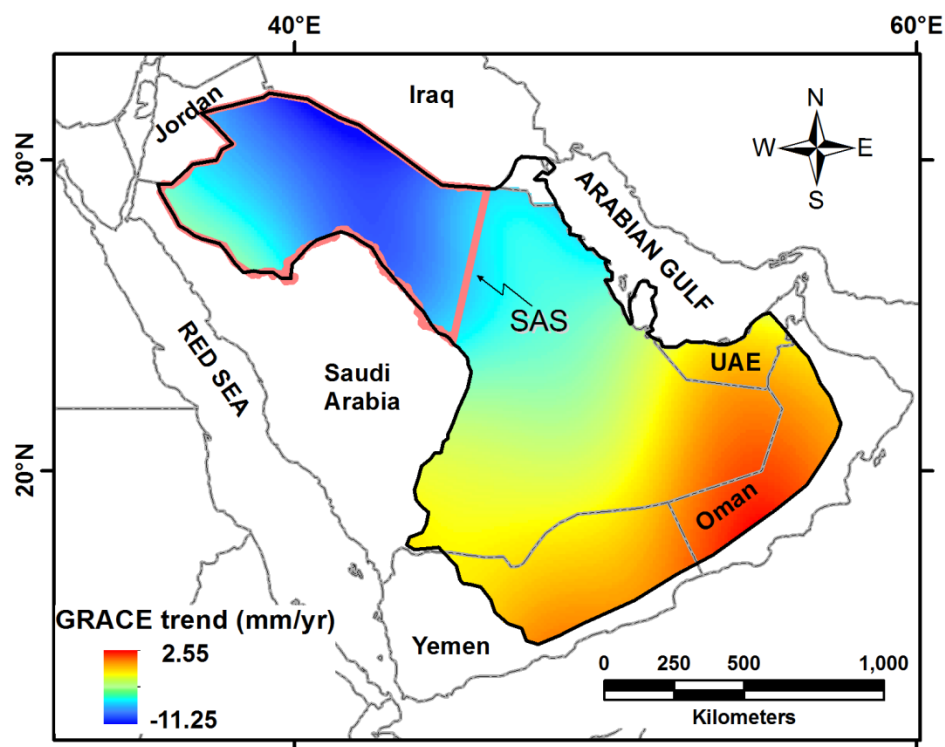 40°E
60°E
Iraq
Jordan
N
W
E
S
30°N
ARABIAN GULF
SAS
RED SEA
UAE
Saudi
Arabia
20°N
Oman
GRACE trend (mm/yr)
2.55
-11.25
Yemen
0 250 500 1,000
Kilometers